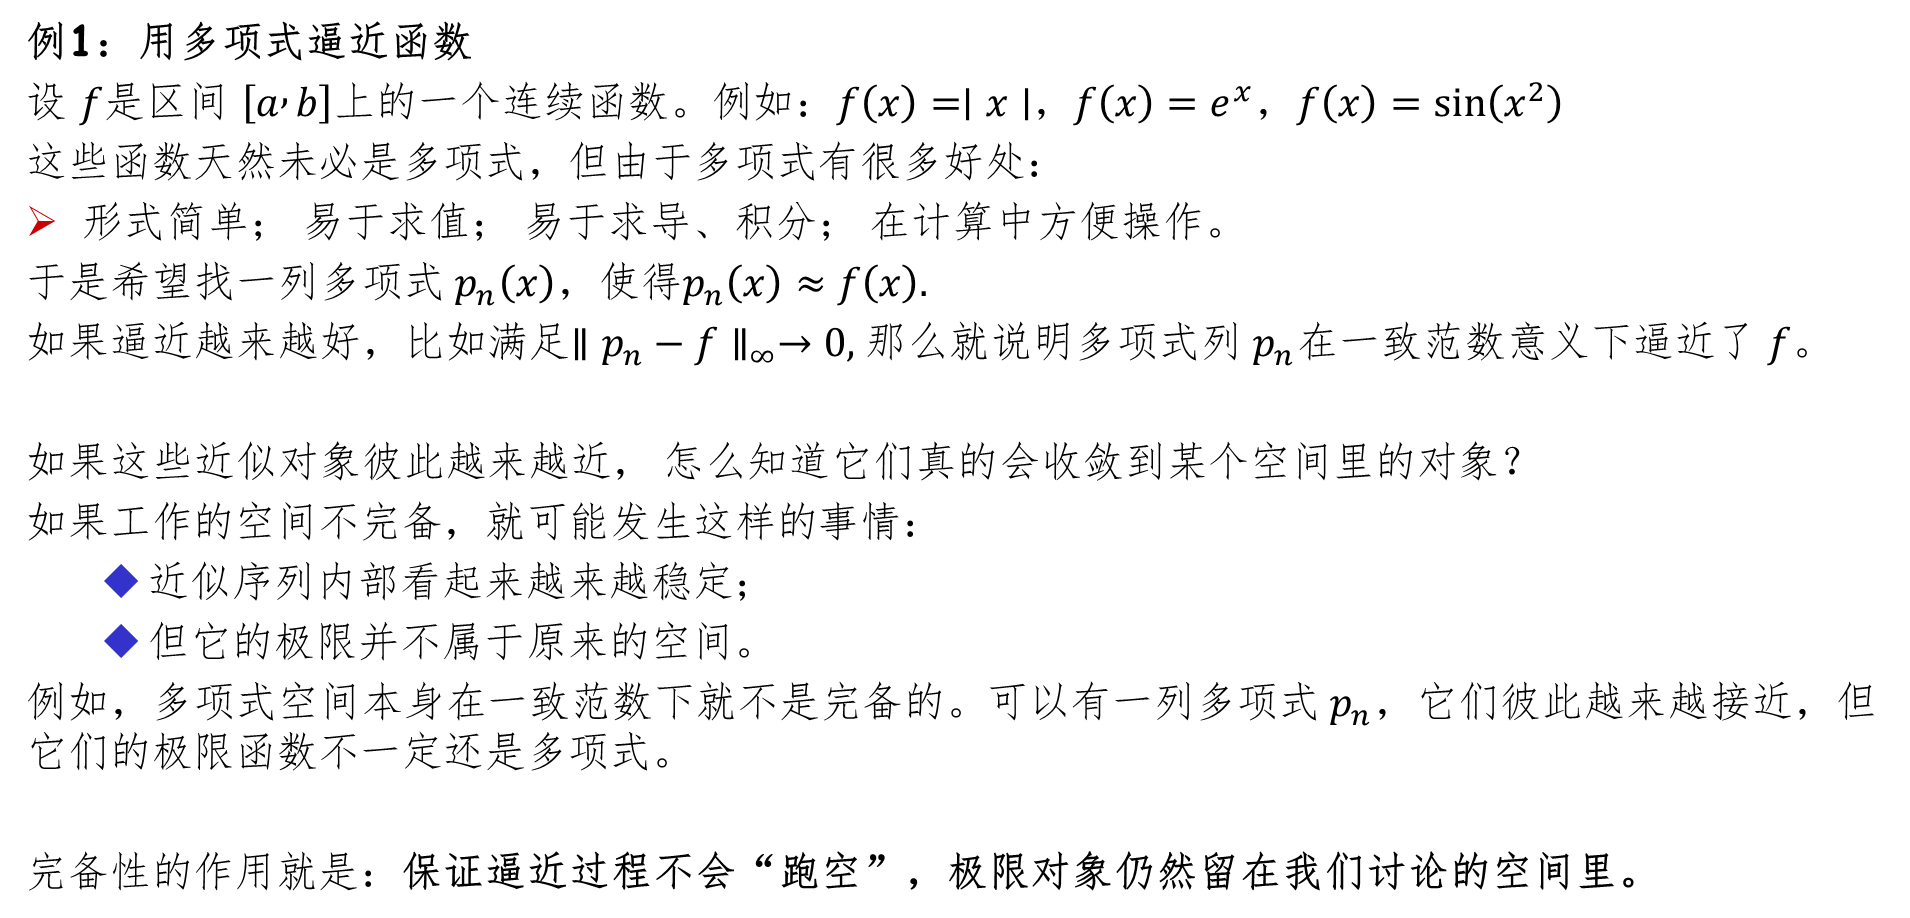 例1：用多项式逼近函数
设 f是区间 [a, b]上的一个连续函数。例如：f(x) =| x |，f(x) = eˣ，f(x) = sin(x²)
这些函数天然未必是多项式，但由于多项式有很多好处：
➢ 形式简单； 易于求值； 易于求导、积分； 在计算中方便操作。
于是希望找一列多项式 pₙ(x)，使得pₙ(x) ≈ f(x).
如果逼近越来越好，比如满足‖ pₙ − f ‖∞→ 0, 那么就说明多项式列 pₙ在一致范数意义下逼近了 f。
如果这些近似对象彼此越来越近， 怎么知道它们真的会收敛到某个空间里的对象？
如果工作的空间不完备，就可能发生这样的事情：
◆ 近似序列内部看起来越来越稳定；
◆ 但它的极限并不属于原来的空间。
例如，多项式空间本身在一致范数下就不是完备的。可以有一列多项式 pₙ，它们彼此越来越接近，但
它们的极限函数不一定还是多项式。
完备性的作用就是：保证逼近过程不会“跑空”，极限对象仍然留在我们讨论的空间里。